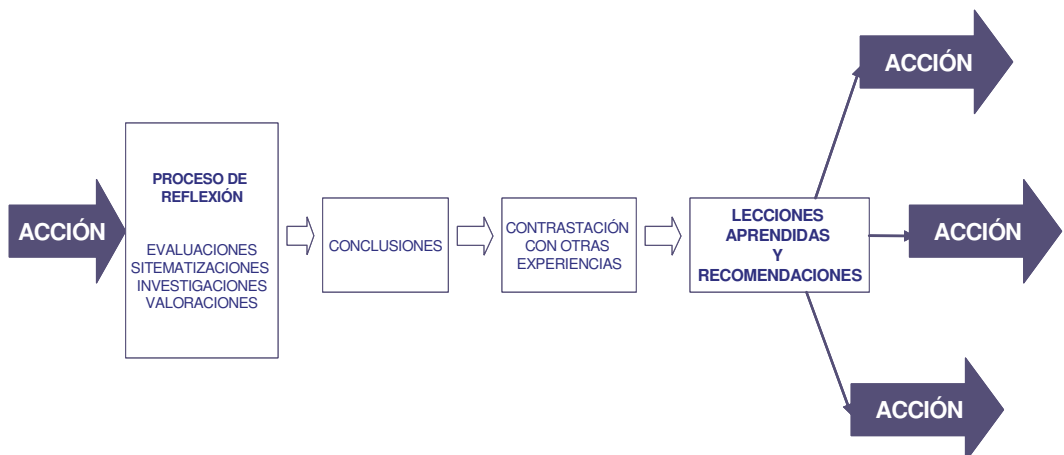 ACCIÓN
PROCESO DE
REFLEXIÓN
EVALUACIONES
SITEMATIZACIONES
INVESTIGACIONES
VALORACIONES
CONCLUSIONES
CONTRASTACIÓN
CON OTRAS
EXPERIENCIAS
LECCIONES
APRENDIDAS
Y
RECOMENDACIONES
ACCIÓN
ACCIÓN
ACCIÓN